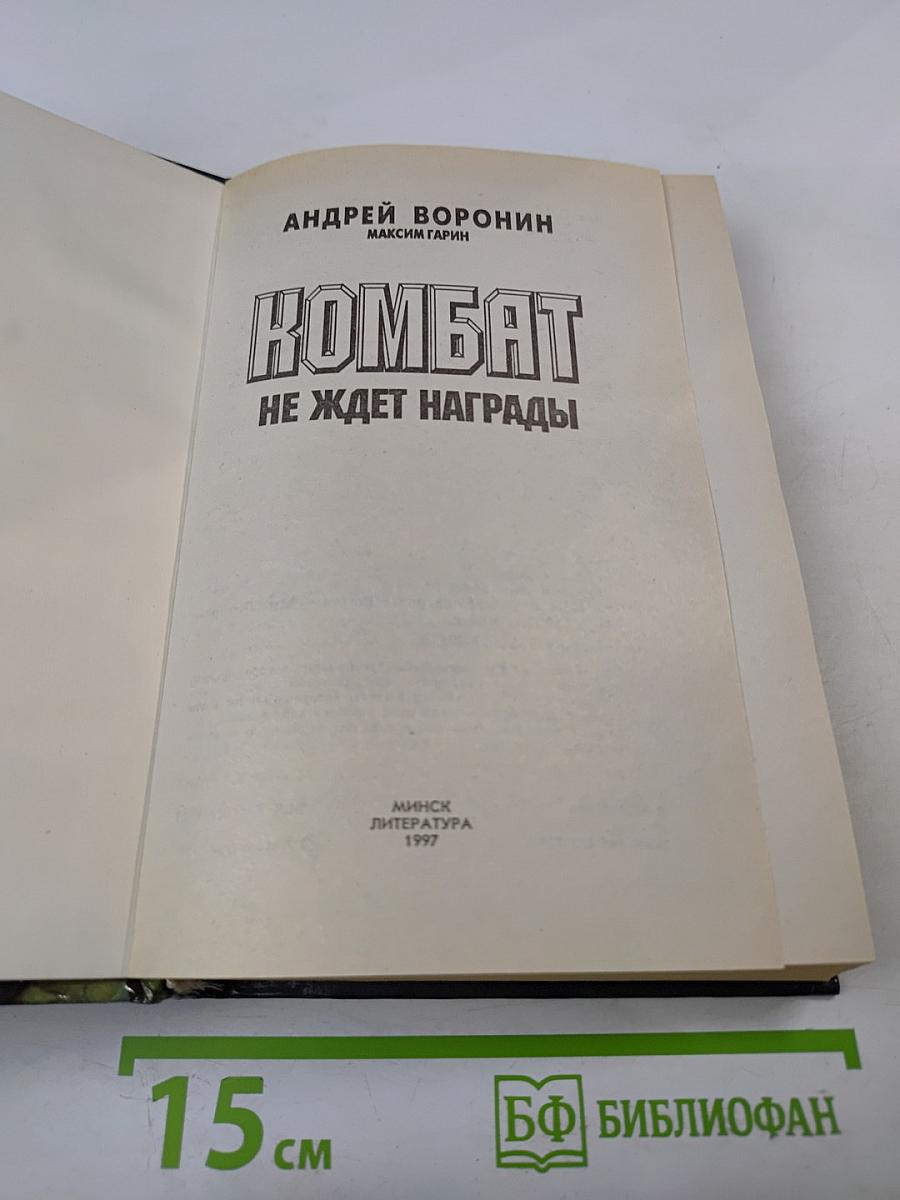 АНДРЕЙ ВОРОНИН
МАКСИМ ГАРИН
КОМБАТ
НЕ ЖДЕТ НАГРАДЫ
МИНСК
ЛИТЕРАТУРА
1997
15 см
БФ БИБЛИОФАН